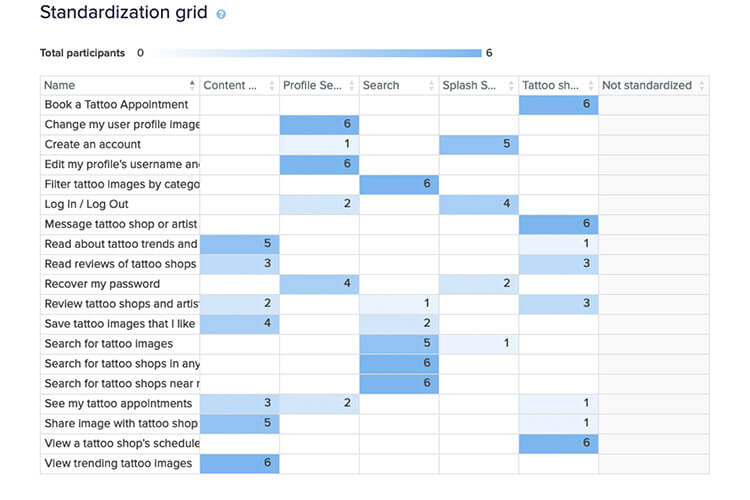 Standardization grid ?
Total participants 0 6
Name Content ... Profile Se... Search Splash S... Tattoo sh... Not standardized
Book a Tattoo Appointment 6
Change my user profile image 6
Create an account 1 5
Edit my profile's username an 6
Filter tattoo images by catego 6
Log In / Log Out 2 4
Message tattoo shop or artist 6
Read about tattoo trends and 5 1
Read reviews of tattoo shops 3 3
Recover my password 4 2
Review tattoo shops and artis 2 1 3
Save tattoo images that I like 4 2
Search for tattoo images 5 1
Search for tattoo shops in any 6
Search for tattoo shops near r 6
See my tattoo appointments 3 2 1
Share image with tattoo shop 5 1
View a tattoo shop's schedule 6
View trending tattoo images 6